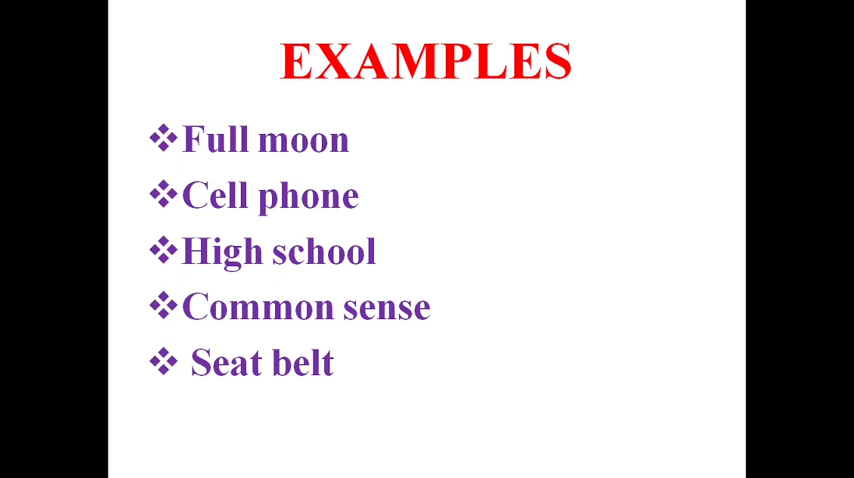 EXAMPLES
❖Full moon
❖Cell phone
❖High school
❖Common sense
❖ Seat belt